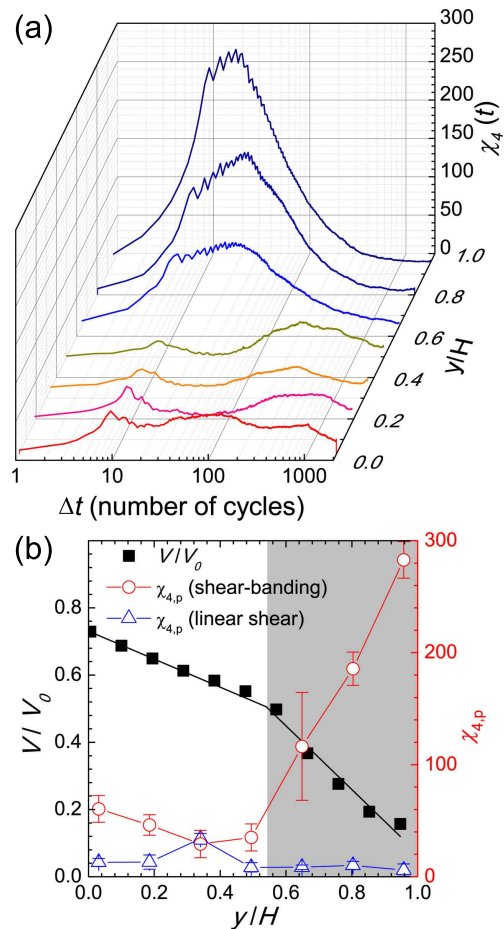 (a)
300
250
200
150
100
50
0
χ₄ (t)
1.0
0.8
0.6
0.4
0.2
0.0
y/H
1
10
100
1000
Δt (number of cycles)
(b)
V/V₀
χ₄,ₚ (shear-banding)
χ₄,ₚ (linear shear)
0.8
0.6
0.4
0.2
0.0
V/V₀
300
200
100
0
χ₄,ₚ
0.0
0.2
0.4
0.6
0.8
1.0
y/H